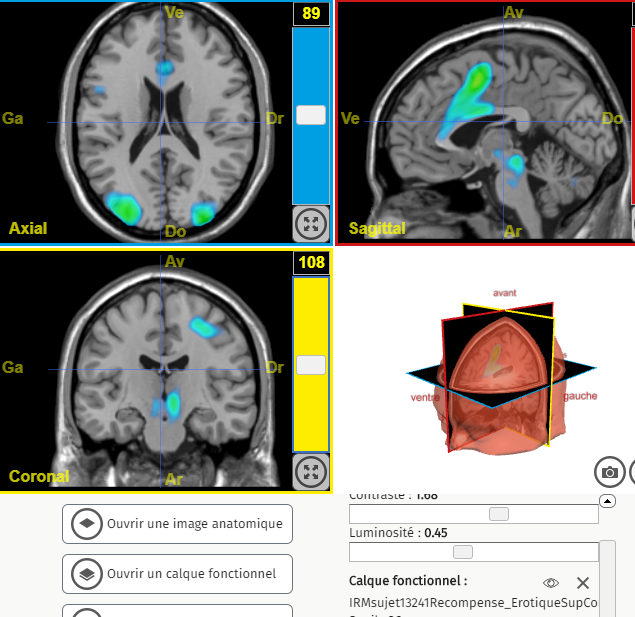 Ve
89
Ga
Dr
Axial
Do
Av
Ve
Do
Sagittal
Ar
Av
108
Ga
Dr
Coronal
Ar
avant
ventre
gauche
Ouvrir une image anatomique
Ouvrir un calque fonctionnel
Contraste : 1.68
Luminosité : 0.45
Calque fonctionnel :
IRMsujet13241Recompense_ErotiqueSupCo